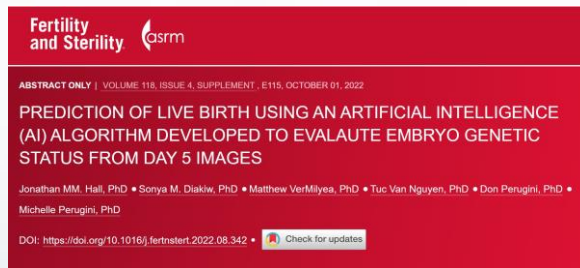 Fertility
and Sterility. asrm
ABSTRACT ONLY | VOLUME 118, ISSUE 4, SUPPLEMENT, E115, OCTOBER 01, 2022
PREDICTION OF LIVE BIRTH USING AN ARTIFICIAL INTELLIGENCE
(AI) ALGORITHM DEVELOPED TO EVALAUTE EMBRYO GENETIC
STATUS FROM DAY 5 IMAGES
Jonathan MM. Hall, PhD • Sonya M. Diakiw, PhD • Matthew VerMilyea, PhD • Tuc Van Nguyen, PhD • Don Perugini, PhD •
Michelle Perugini, PhD
DOI: https://doi.org/10.1016/j.fertnstert.2022.08.342 • Check for updates